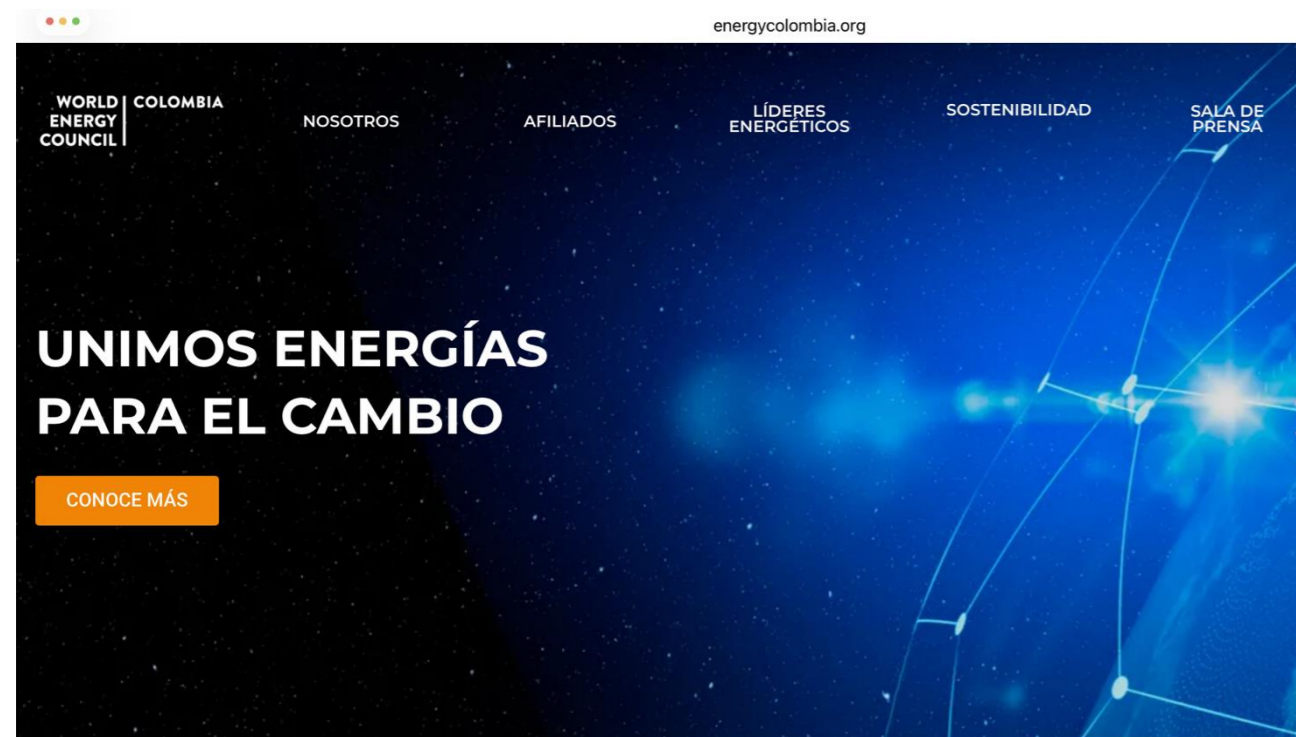 energycolombia.org
WORLD
ENERGY
COUNCIL
COLOMBIA
NOSOTROS
AFILIADOS
LÍDERES
ENERGÉTICOS
SOSTENIBILIDAD
SALA DE
PRENSA
UNIMOS ENERGÍAS
PARA EL CAMBIO
CONOCE MÁS